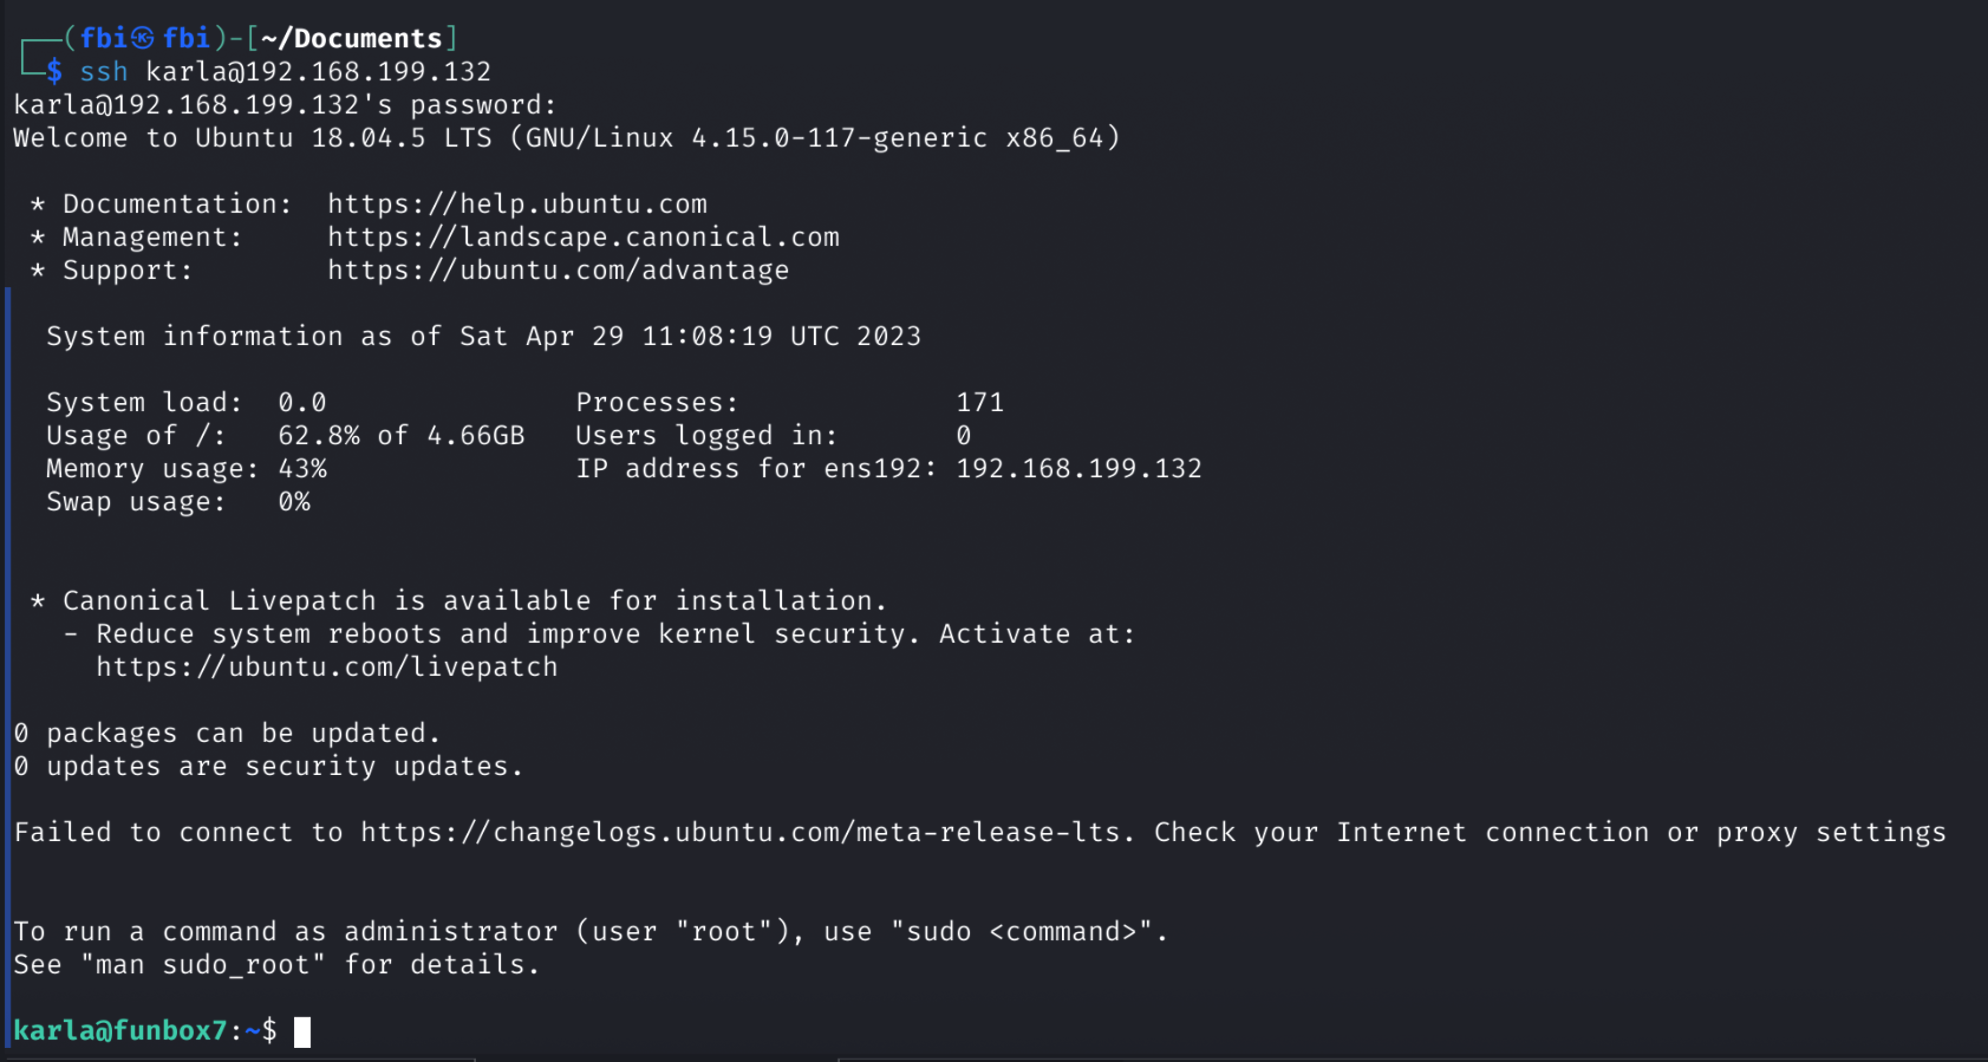 ┌──(fbi㉿fbi)-[~/Documents]
└─$ ssh karla@192.168.199.132
karla@192.168.199.132's password:
Welcome to Ubuntu 18.04.5 LTS (GNU/Linux 4.15.0-117-generic x86_64)
* Documentation:  https://help.ubuntu.com
* Management:     https://landscape.canonical.com
* Support:        https://ubuntu.com/advantage
System information as of Sat Apr 29 11:08:19 UTC 2023
System load:  0.0               Processes:             171
Usage of /:   62.8% of 4.66GB   Users logged in:       0
Memory usage: 43%               IP address for ens192: 192.168.199.132
Swap usage:   0%
* Canonical Livepatch is available for installation.
- Reduce system reboots and improve kernel security. Activate at:
https://ubuntu.com/livepatch
0 packages can be updated.
0 updates are security updates.
Failed to connect to https://changelogs.ubuntu.com/meta-release-lts. Check your Internet connection or proxy settings
To run a command as administrator (user "root"), use "sudo <command>".
See "man sudo_root" for details.
karla@funbox7:~$